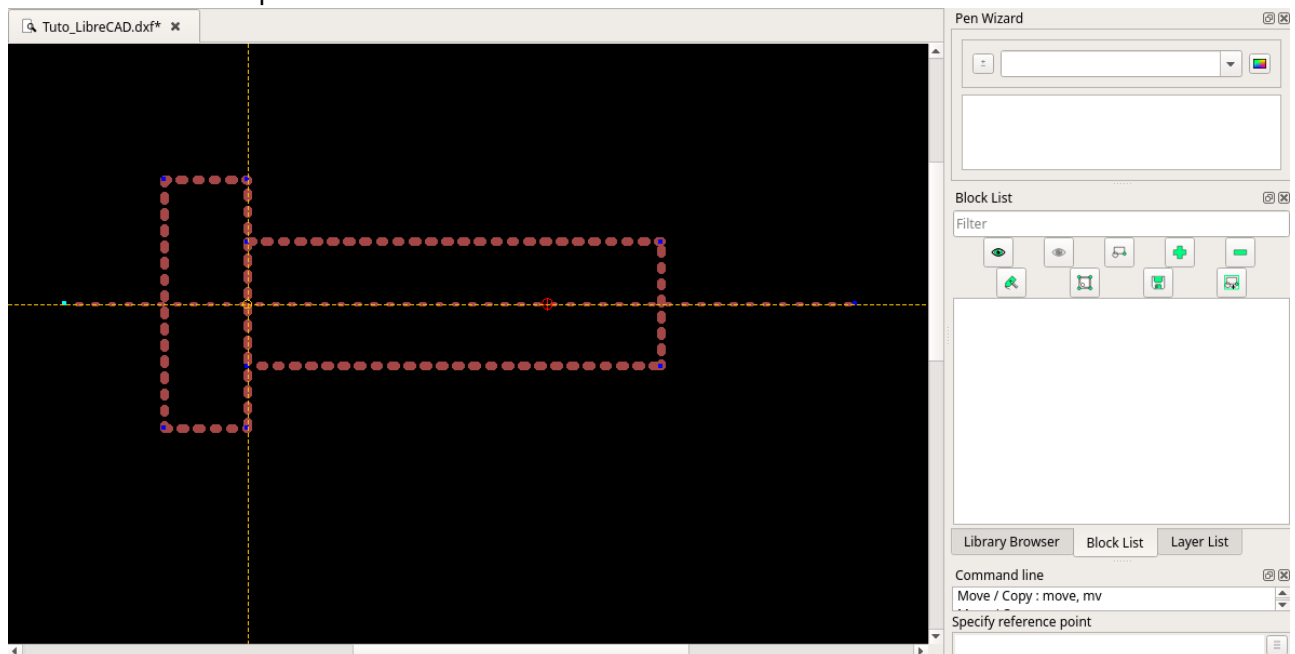 Tuto_LibreCAD.dxf*
Pen Wizard
Block List
Filter
Library Browser
Block List
Layer List
Command line
Move / Copy : move, mv
Specify reference point